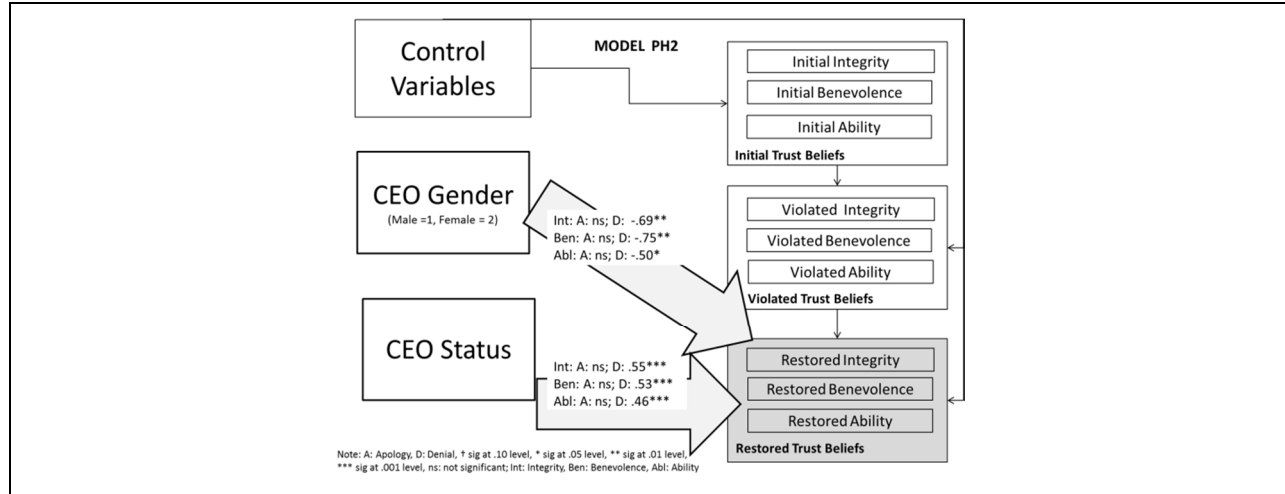 MODEL PH2
Control
Variables
Initial Integrity
Initial Benevolence
Initial Ability
Initial Trust Beliefs
CEO Gender
(Male =1, Female = 2)
Int: A: ns; D: -.69**
Ben: A: ns; D: -.75**
Abl: A: ns; D: -.50*
Violated Integrity
Violated Benevolence
Violated Ability
Violated Trust Beliefs
CEO Status
Int: A: ns; D: .55***
Ben: A: ns; D: .53***
Abl: A: ns; D: .46***
Restored Integrity
Restored Benevolence
Restored Ability
Restored Trust Beliefs
Note: A: Apology, D: Denial, † sig at .10 level, * sig at .05 level, ** sig at .01 level,
*** sig at .001 level, ns: not significant; Int: Integrity, Ben: Benevolence, Abl: Ability